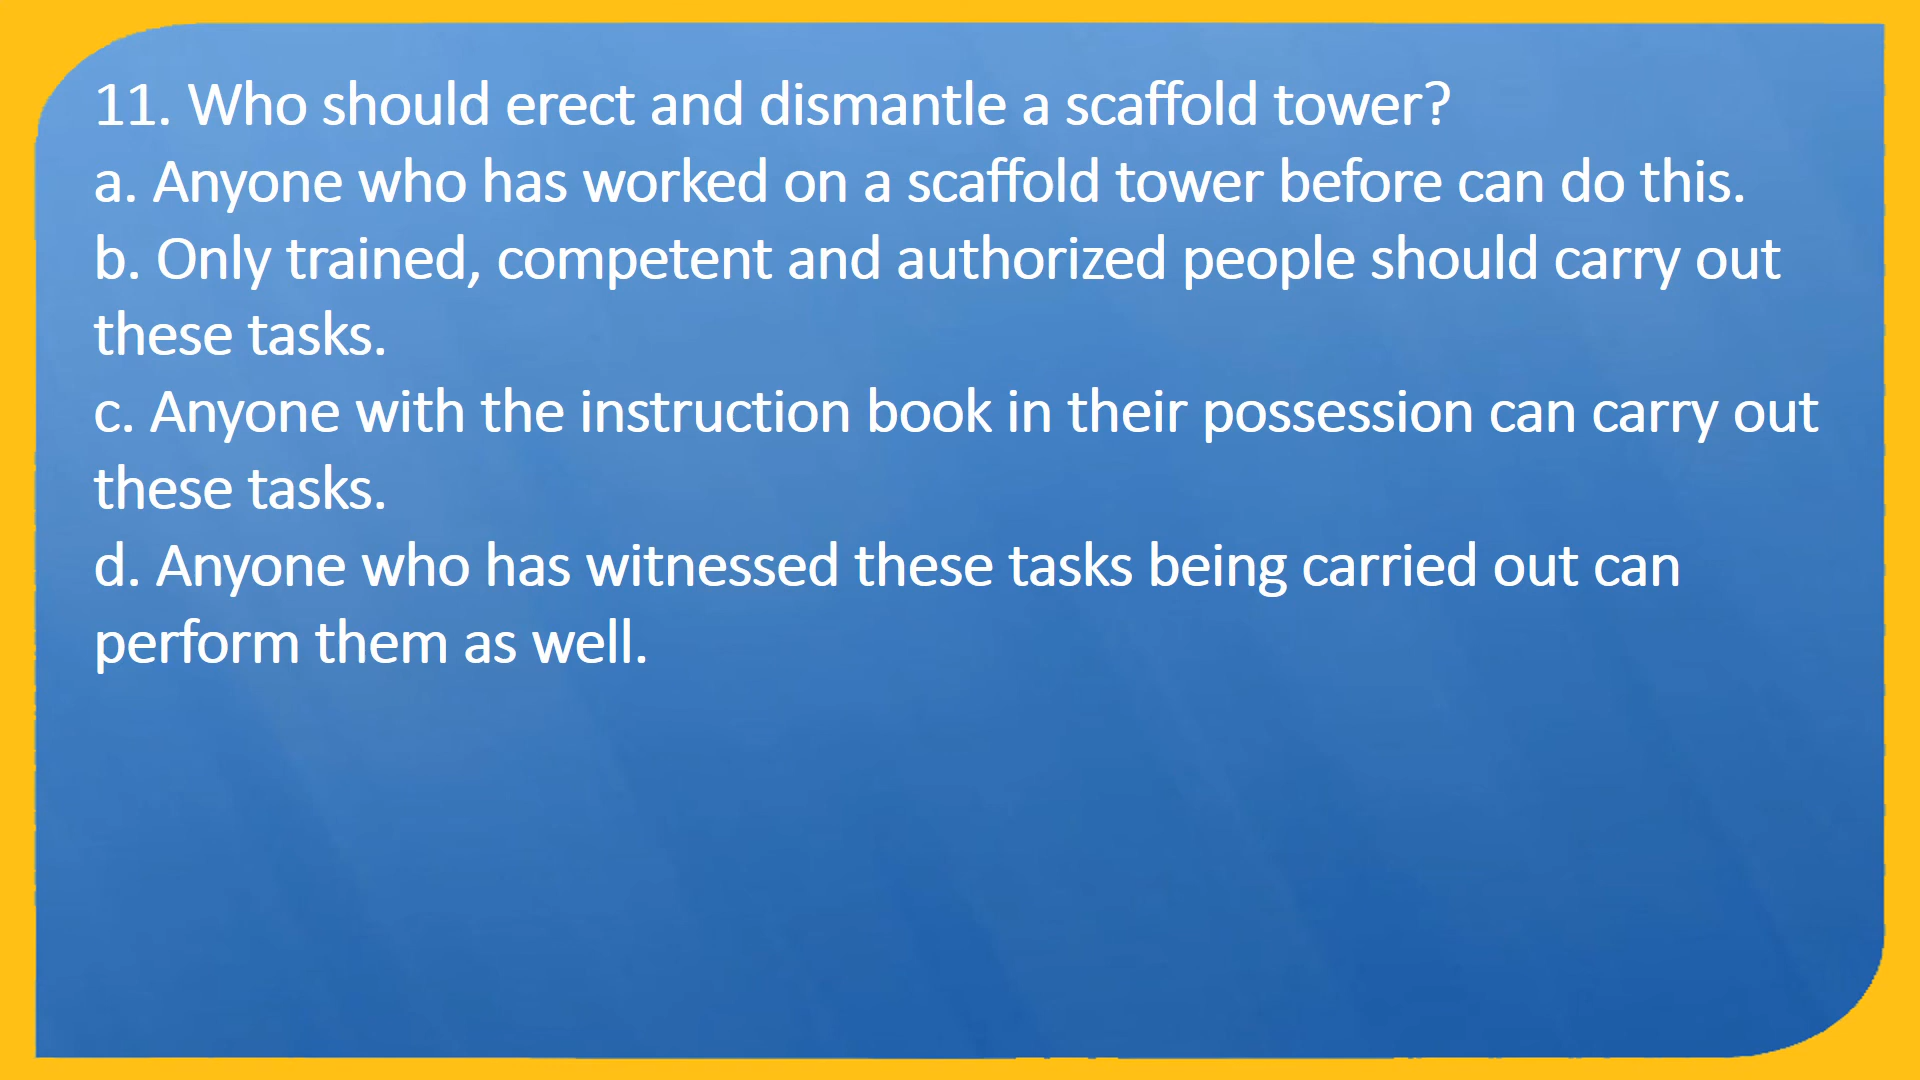 11. Who should erect and dismantle a scaffold tower?
a. Anyone who has worked on a scaffold tower before can do this.
b. Only trained, competent and authorized people should carry out
these tasks.
c. Anyone with the instruction book in their possession can carry out
these tasks.
d. Anyone who has witnessed these tasks being carried out can
perform them as well.